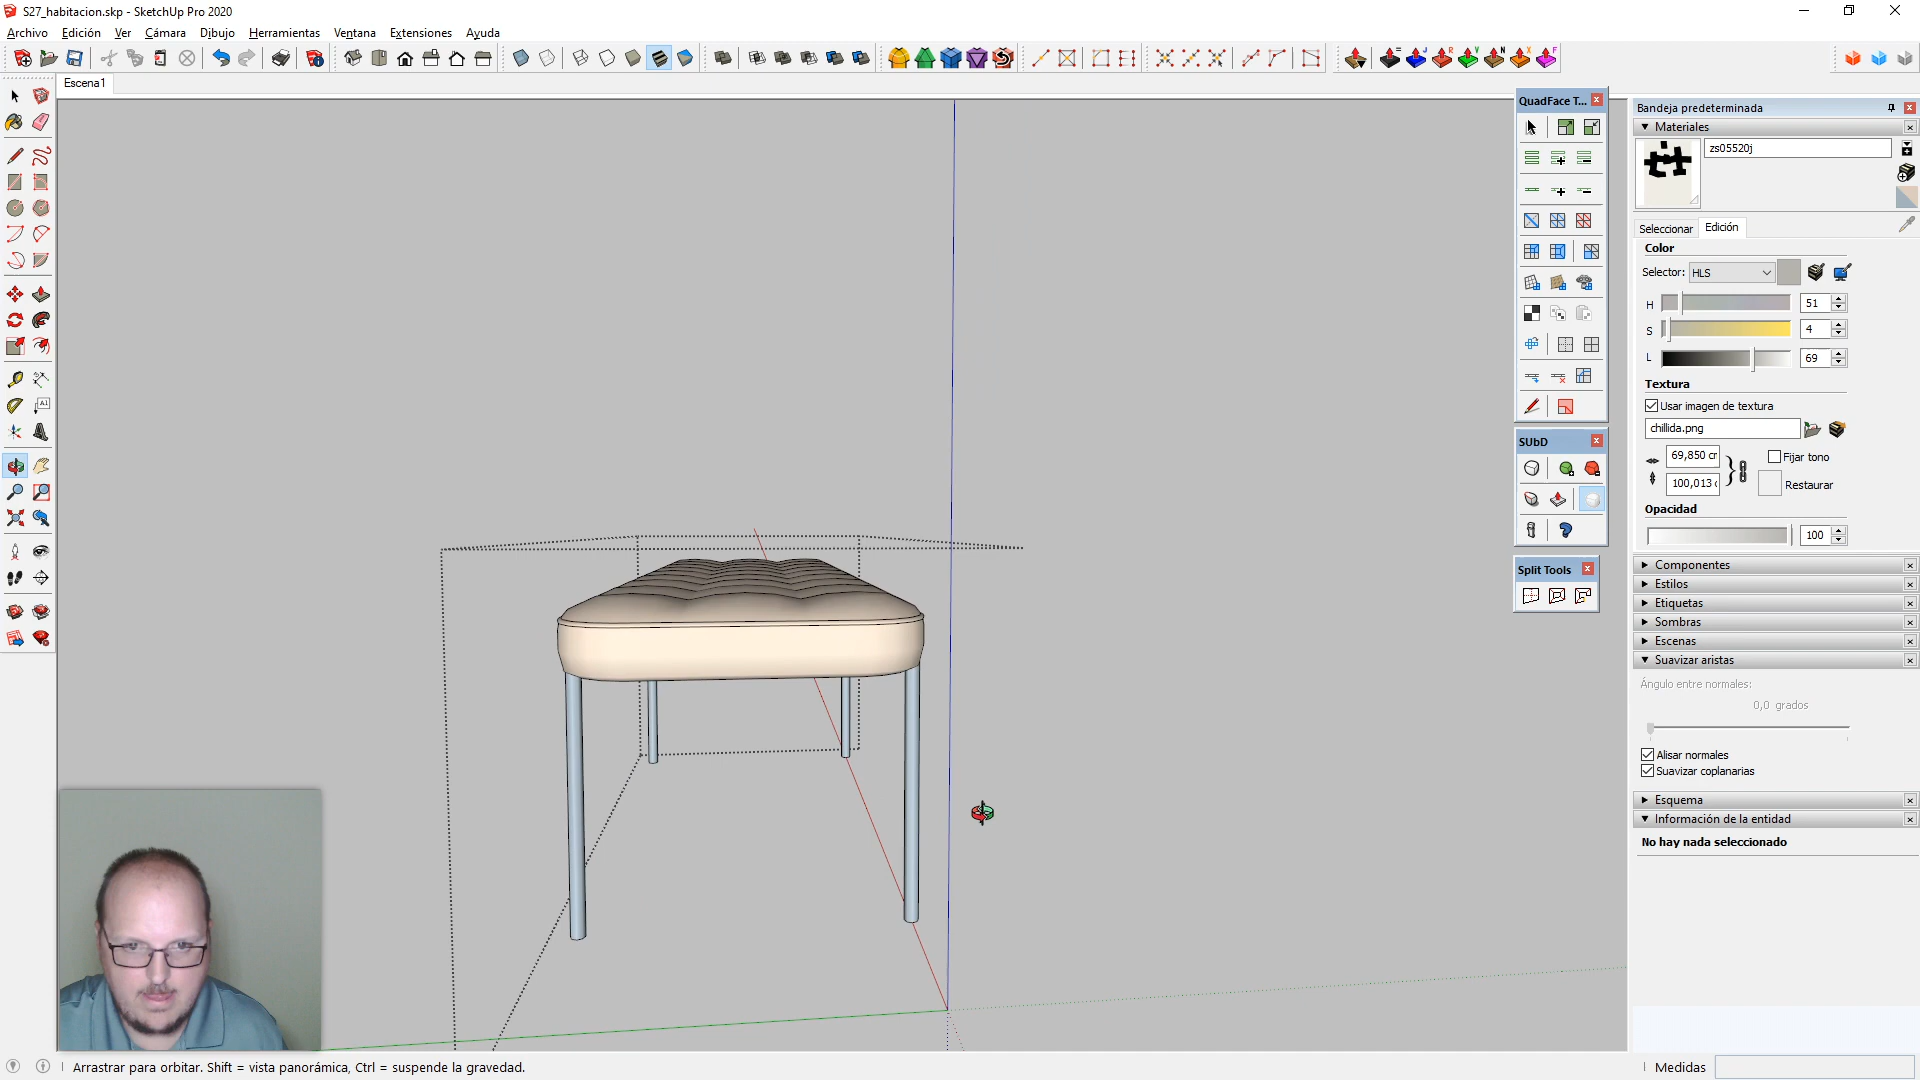 S27_habitacion.skp - SketchUp Pro 2020
Archivo Edición Ver Cámara Dibujo Herramientas Ventana Extensiones Ayuda
Escena1
QuadFace T...
SUbD
Split Tools
Bandeja predeterminada
Materiales
zs05520j
Seleccionar Edición
Color
Selector: HLS
H 51
S 4
L 69
Textura
Usar imagen de textura
chillida.png
69,850 cr
Fijar tono
100,013
Restaurar
Opacidad
100
Componentes
Estilos
Etiquetas
Sombras
Escenas
Suavizar aristas
Ángulo entre normales:
0,0 grados
Alisar normales
Suavizar coplanarias
Esquema
Información de la entidad
No hay nada seleccionado
Arrastrar para orbitar. Shift = vista panorámica, Ctrl = suspende la gravedad.
Medidas